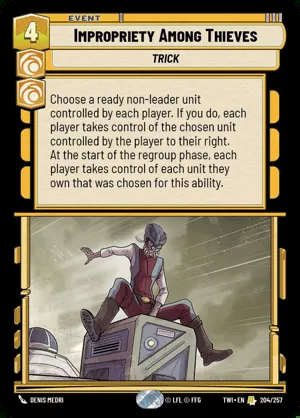 EVENT
4
IMPROPRIETY AMONG THIEVES
TRICK
Choose a ready non-leader unit
controlled by each player. If you do, each
player takes control of the chosen unit
controlled by the player to their right.
At the start of the regroup phase, each
player takes control of each unit they
own that was chosen for this ability.
DENIS MEDRI
© LFL © FFG
TWI • EN
R
204/257